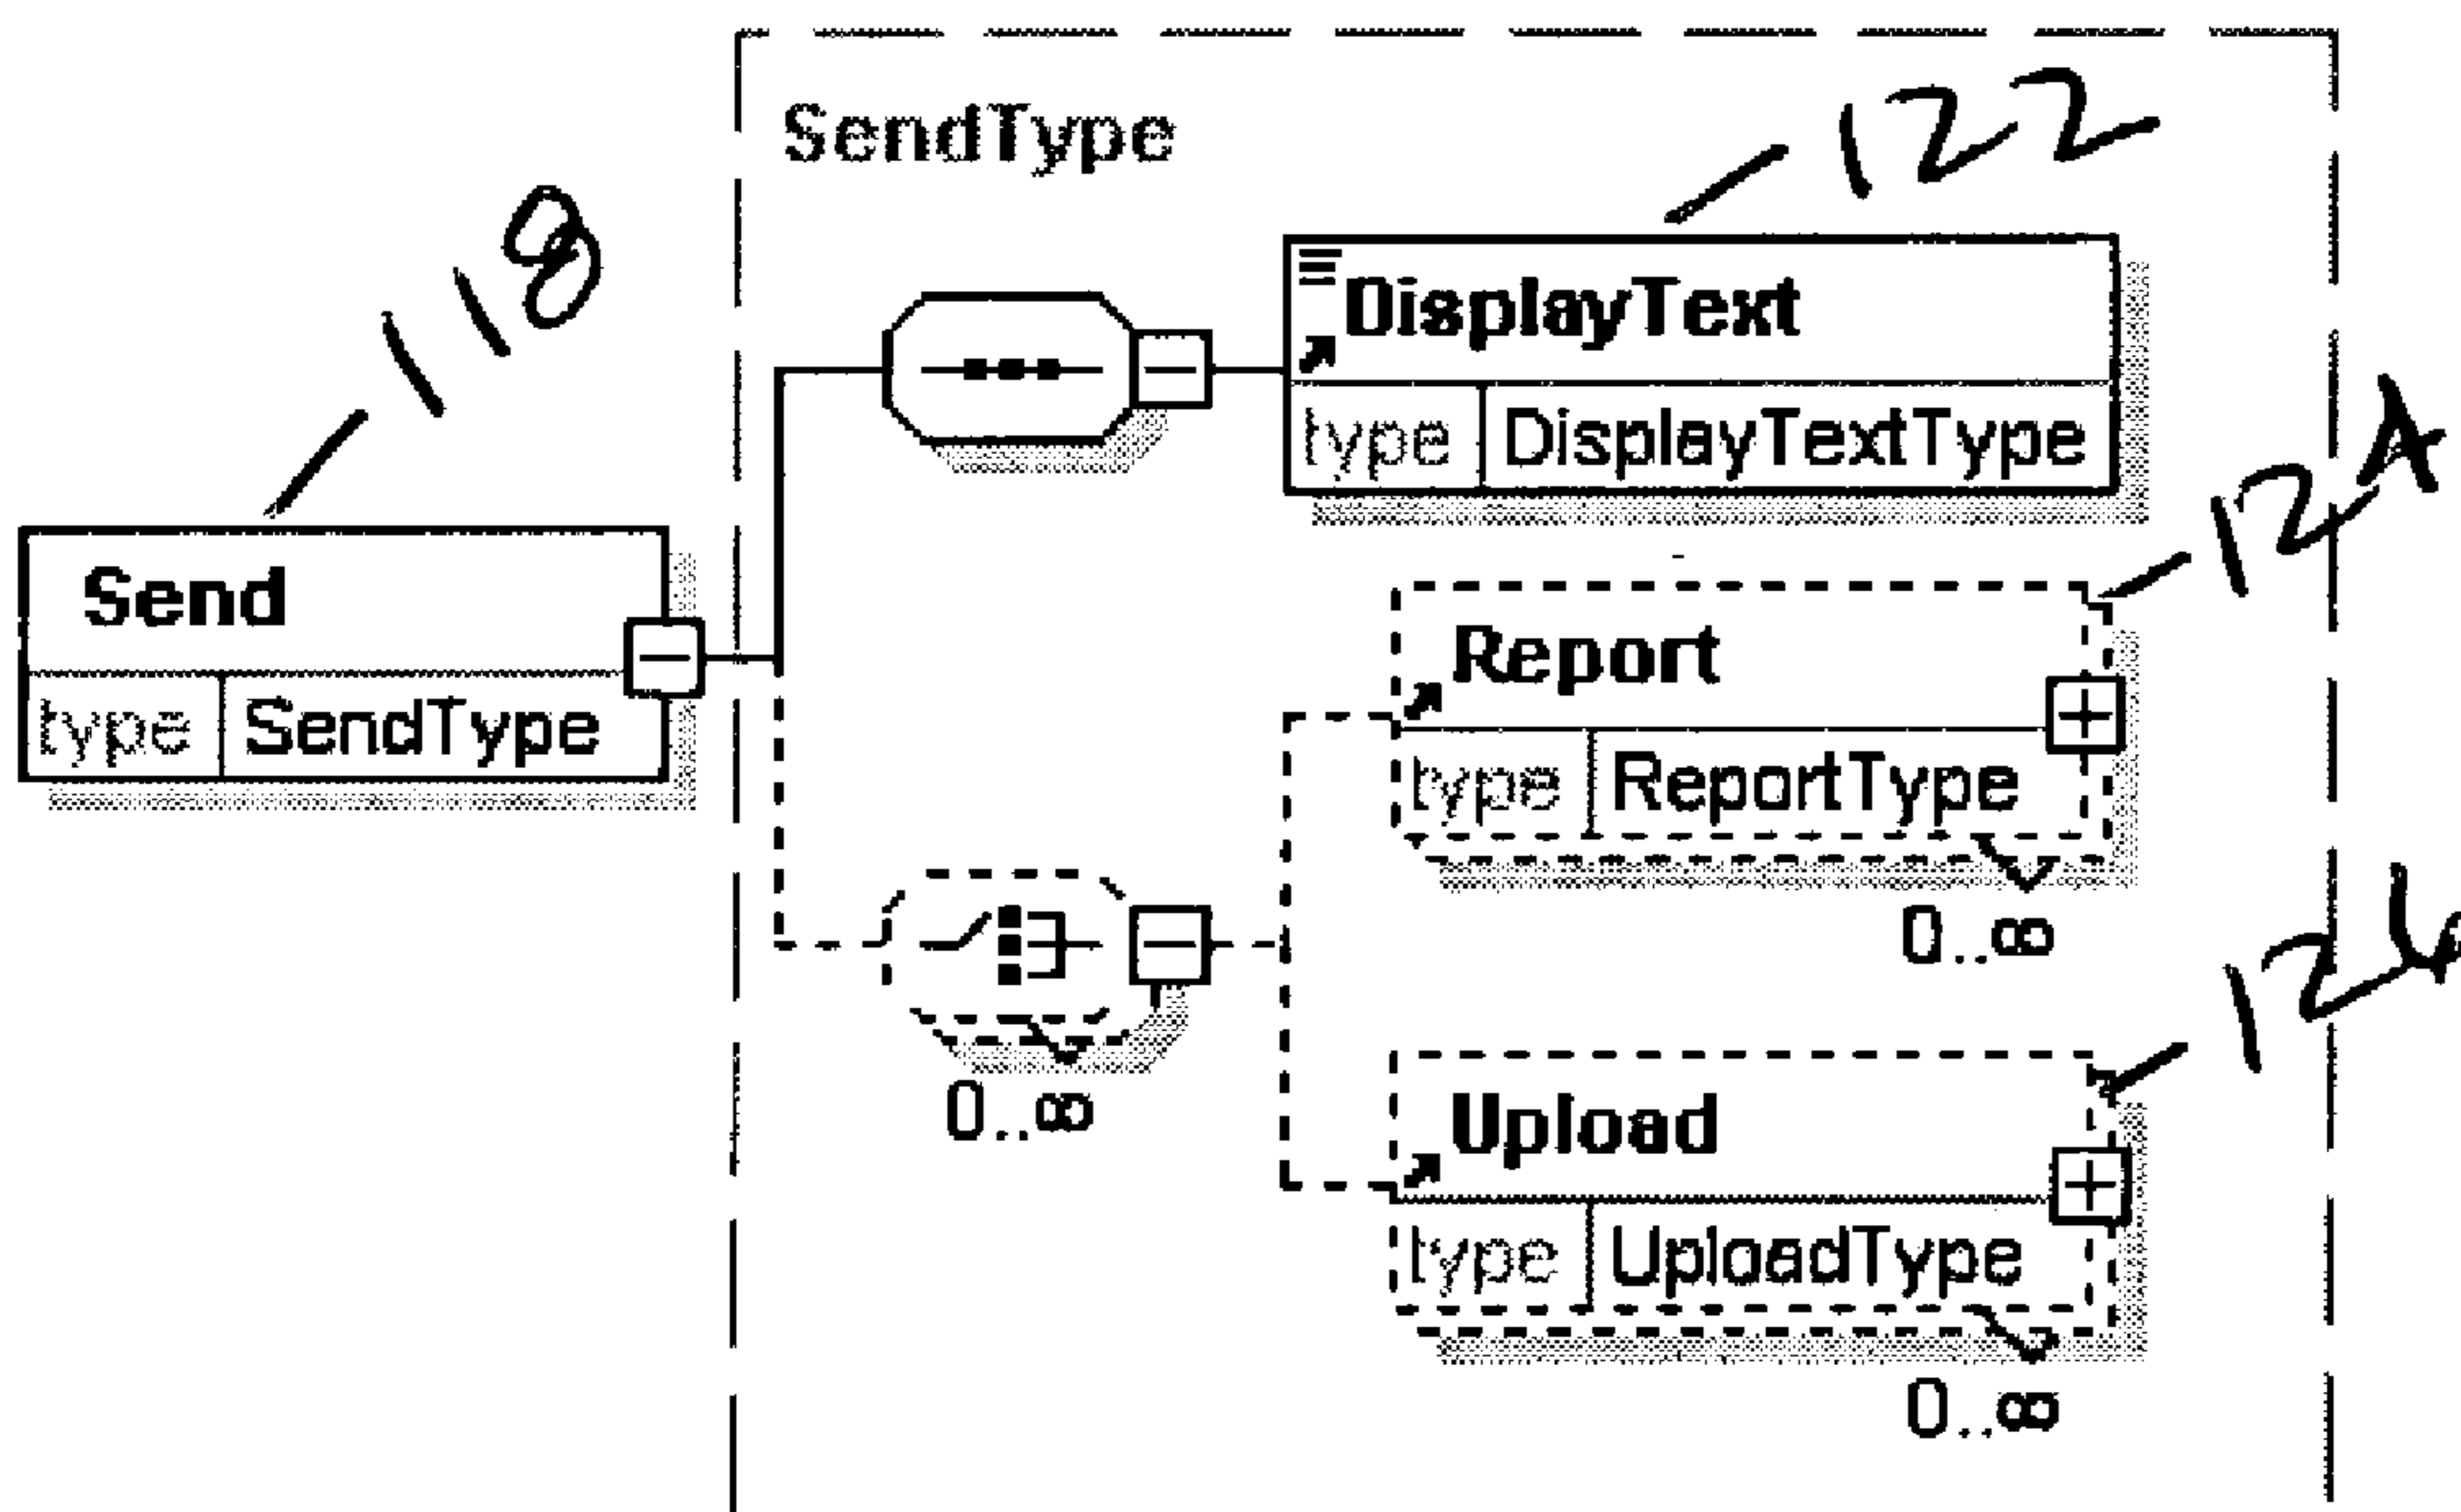 SendType
122
118
DisplayText
type DisplayTextType
124
Send
type SendType
Report
type ReportType
0..∞
126
0..∞
Upload
type UploadType
0..∞